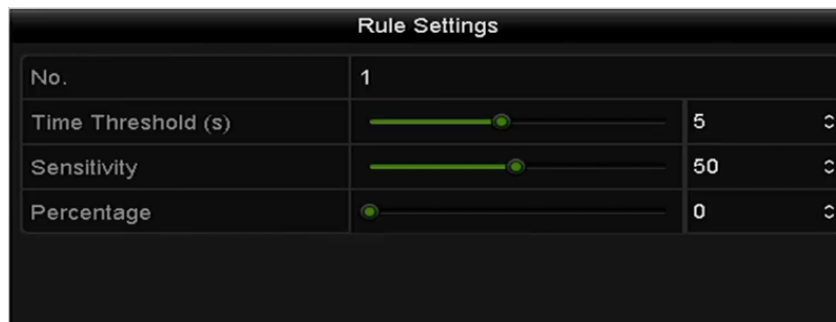 Rule Settings
No. 1
Time Threshold (s) 5
Sensitivity 50
Percentage 0